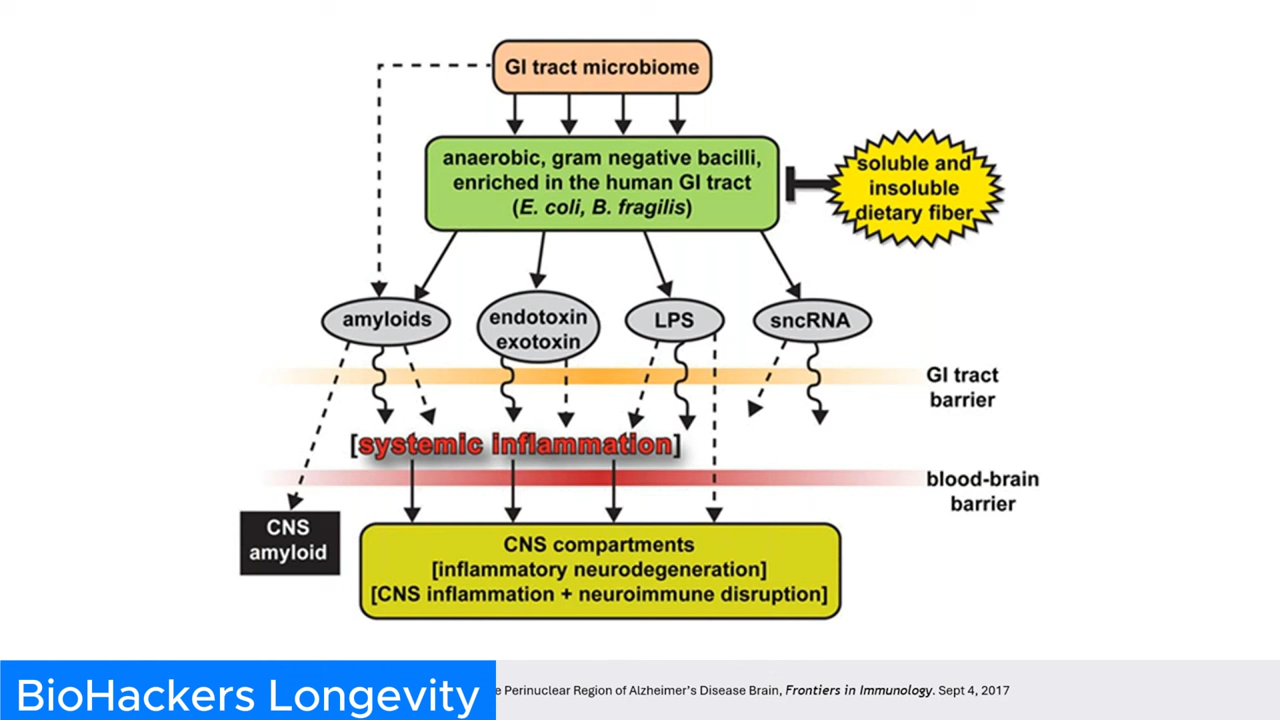 GI tract microbiome
anaerobic, gram negative bacilli,
enriched in the human GI tract
(E. coli, B. fragilis)
soluble and
insoluble
dietary fiber
amyloids
endotoxin
exotoxin
LPS
sncRNA
GI tract
barrier
[systemic inflammation]
blood-brain
barrier
CNS
amyloid
CNS compartments
[inflammatory neurodegeneration]
[CNS inflammation + neuroimmune disruption]
BioHackers Longevity
Perinuclear Region of Alzheimer's Disease Brain, Frontiers in Immunology. Sept 4, 2017